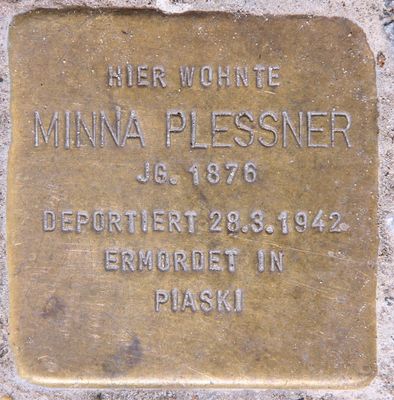 HIER WOHNTE
MINNA PLESSNER
JG. 1876
DEPORTIERT 28.3.1942
ERMORDET IN
PIASKI